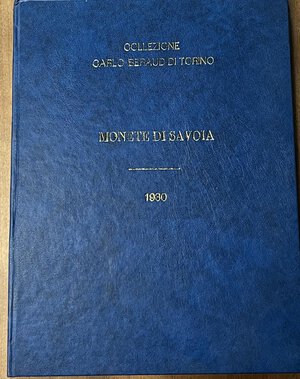 COLLEZIONE
CARLO BERAUD DI TORINO
MONETE DI SAVOIA
1930